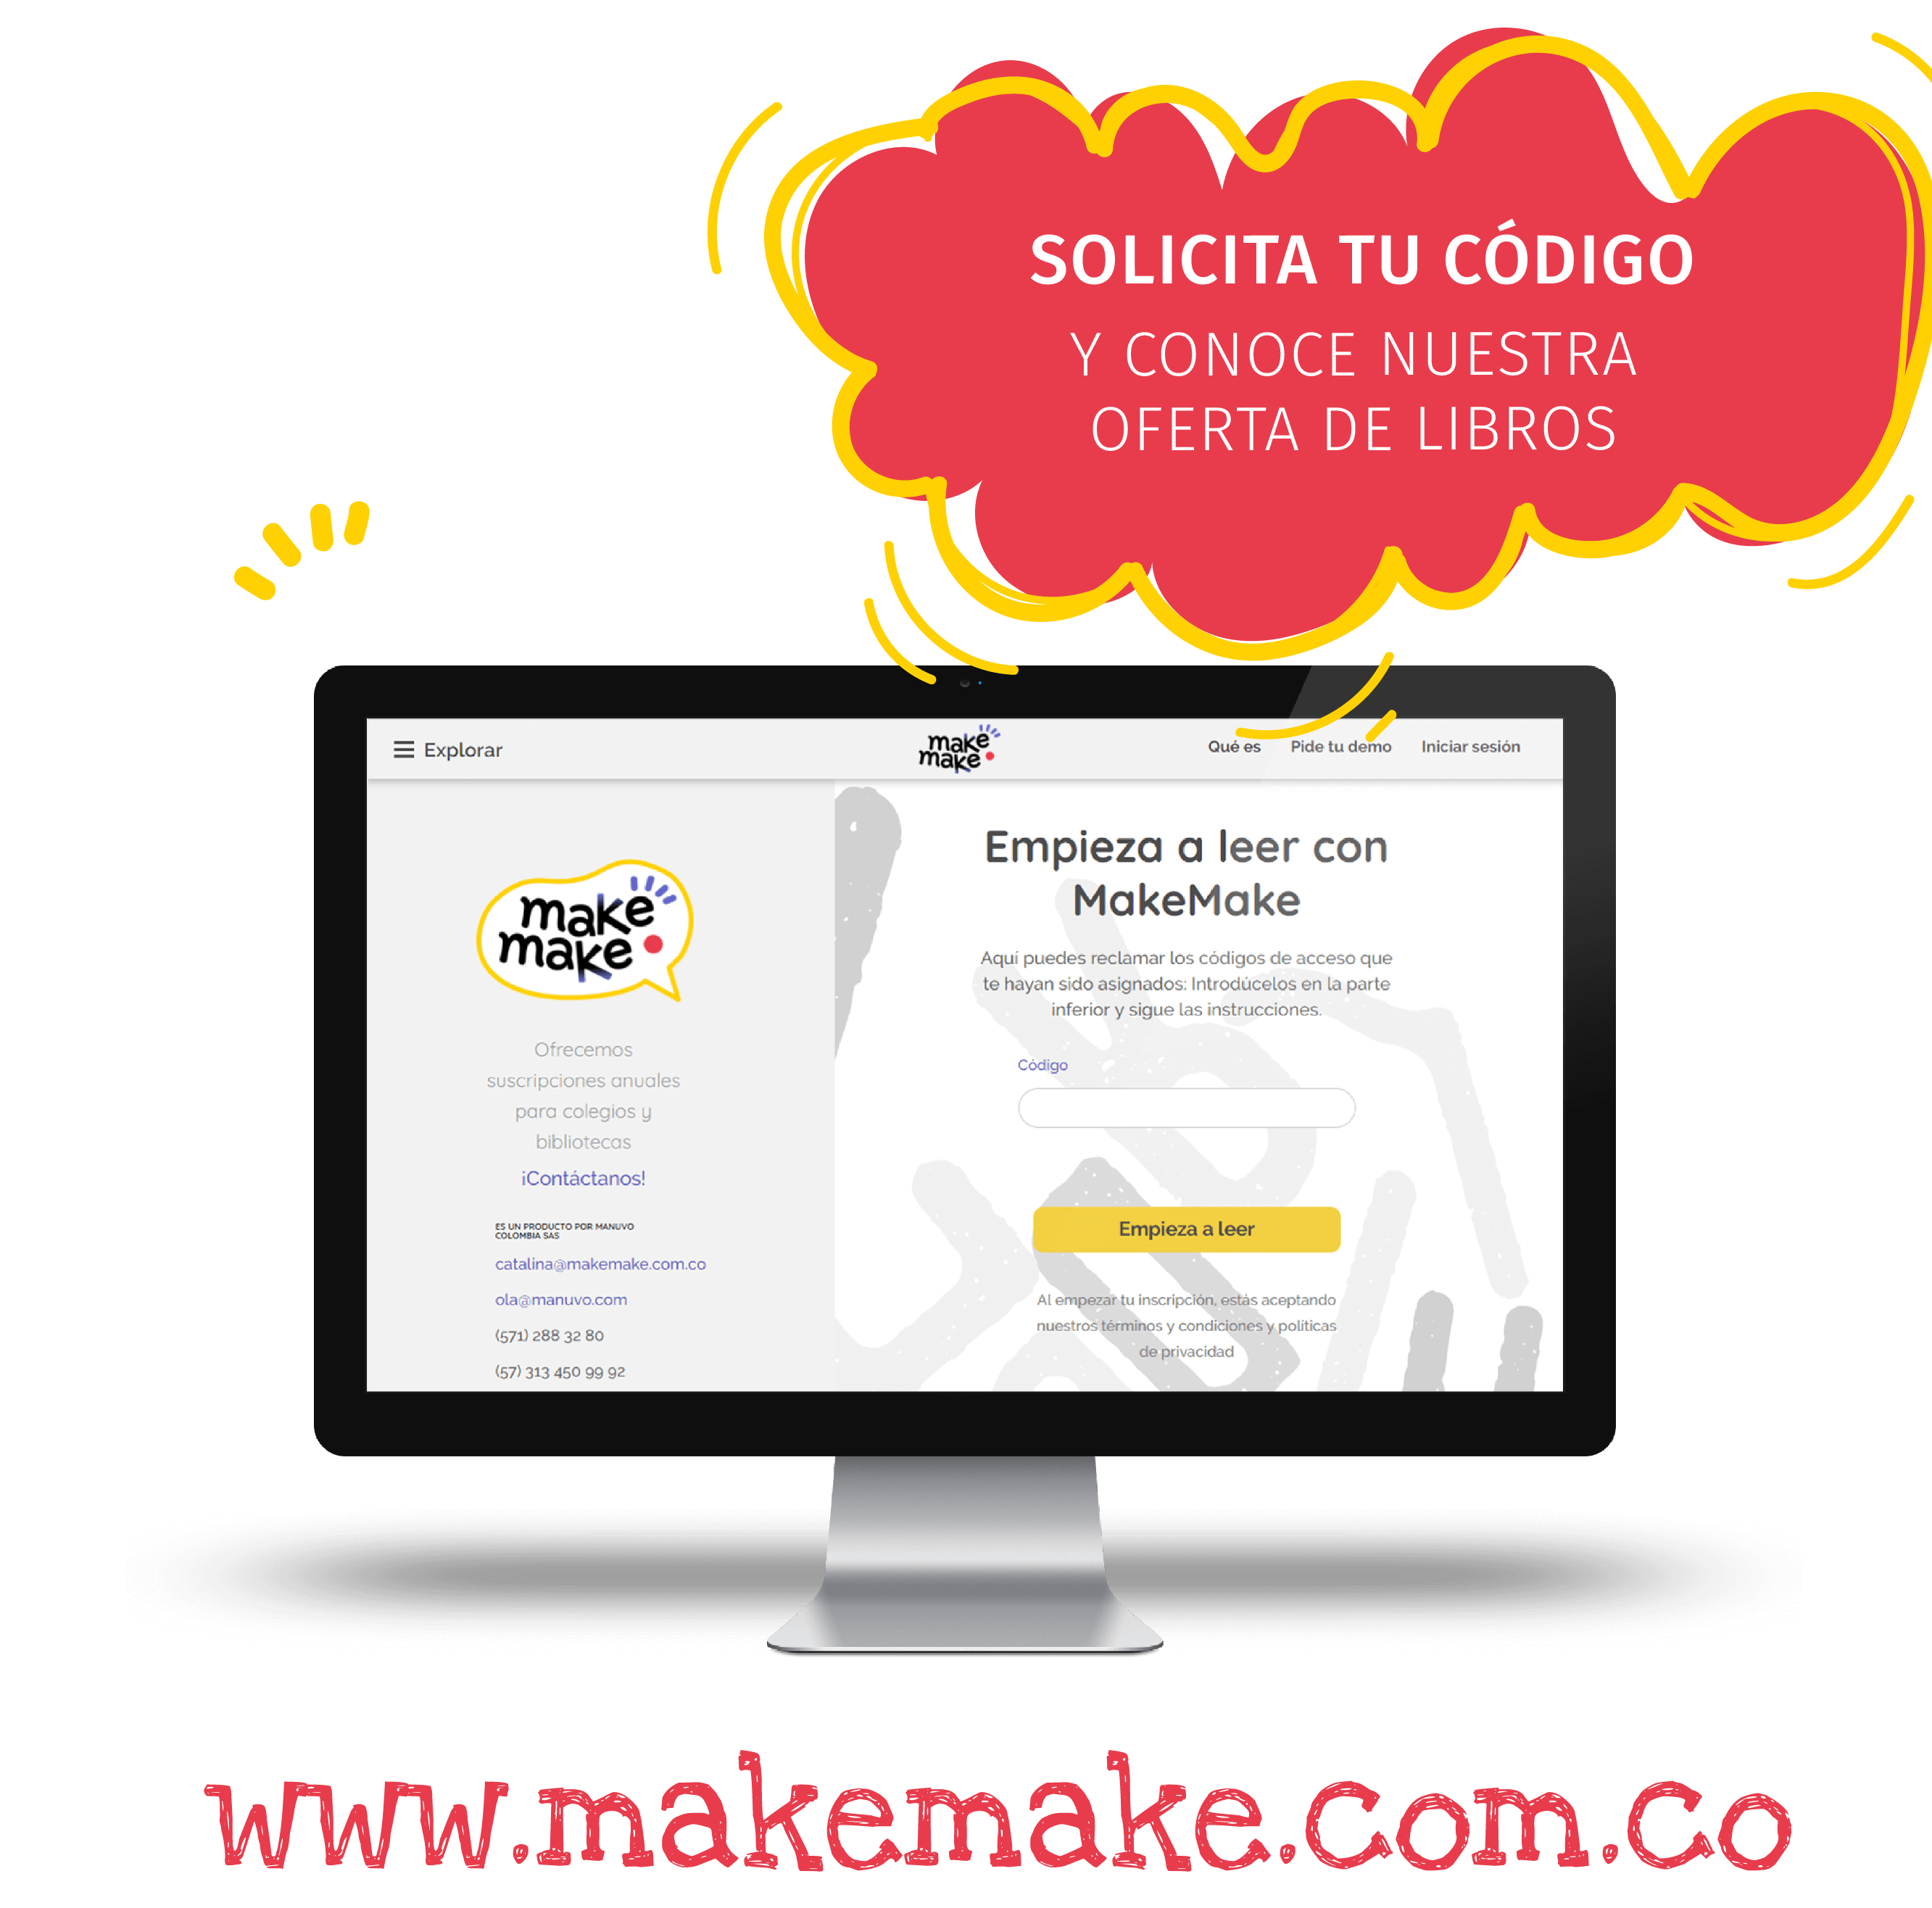 SOLICITA TU CÓDIGO
Y CONOCE NUESTRA
OFERTA DE LIBROS
Explorar
make
make
Qué es
Pide tu demo
Iniciar sesión
make
make
Ofrecemos
suscripciones anuales
para colegios y
bibliotecas
¡Contáctanos!
ES UN PRODUCTO POR MANUVO
COLOMBIA SAS
catalina@makemake.com.co
ola@manuvo.com
(571) 288 32 80
(57) 313 450 99 92
Empieza a leer con
MakeMake
Aquí puedes reclamar los códigos de acceso que
te hayan sido asignados: Introdúcelos en la parte
inferior y sigue las instrucciones.
Código
Empieza a leer
Al empezar tu inscripción, estás aceptando
nuestros términos y condiciones y políticas
de privacidad
www.makemake.com.co